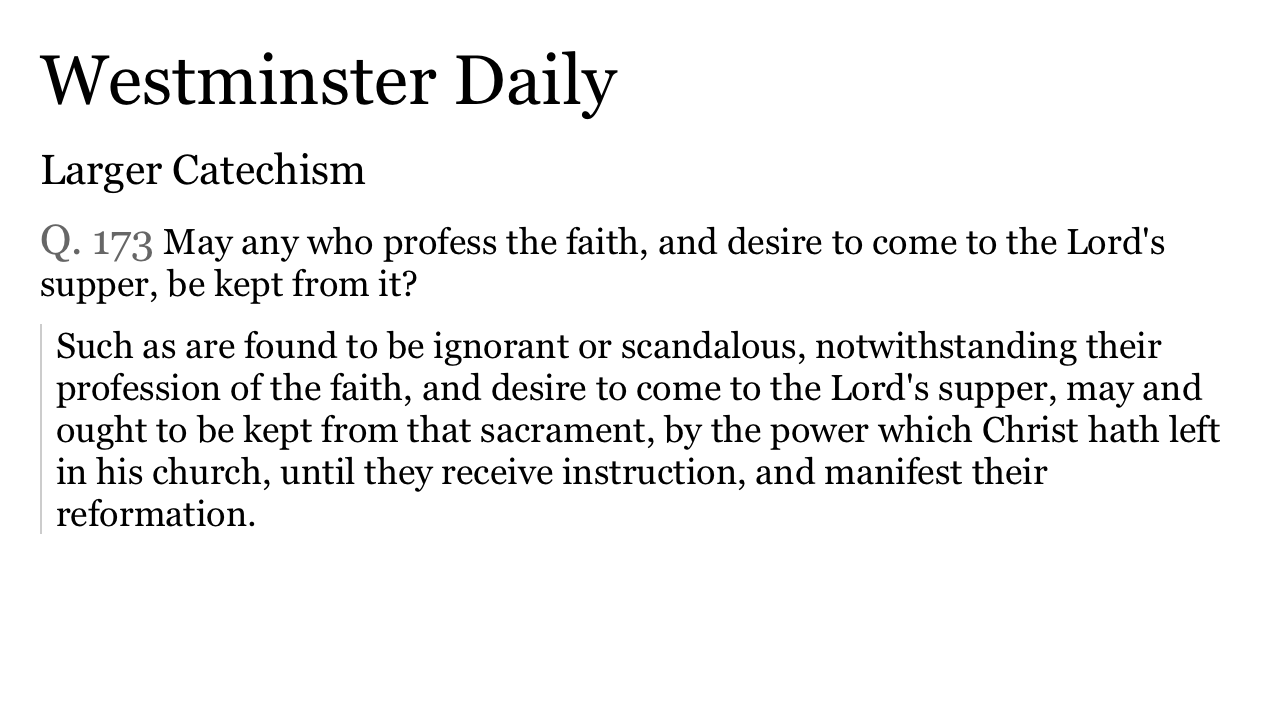 Westminster Daily
Larger Catechism
Q. 173 May any who profess the faith, and desire to come to the Lord's
supper, be kept from it?
Such as are found to be ignorant or scandalous, notwithstanding their
profession of the faith, and desire to come to the Lord's supper, may and
ought to be kept from that sacrament, by the power which Christ hath left
in his church, until they receive instruction, and manifest their
reformation.